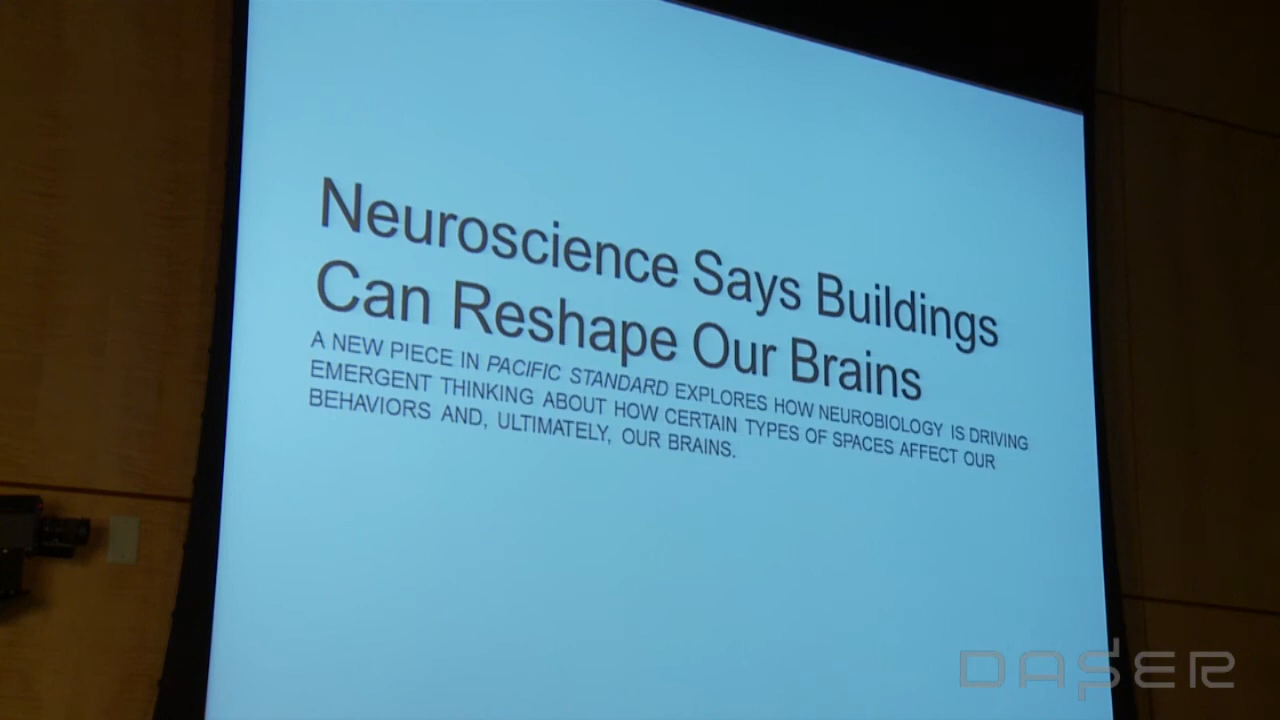 Neuroscience Says Buildings
Can Reshape Our Brains
A NEW PIECE IN PACIFIC STANDARD EXPLORES HOW NEUROBIOLOGY IS DRIVING
EMERGENT THINKING ABOUT HOW CERTAIN TYPES OF SPACES AFFECT OUR
BEHAVIORS AND, ULTIMATELY, OUR BRAINS.
DASER